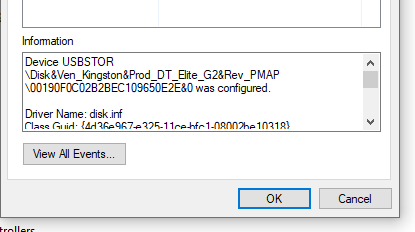 Information
Device USBSTOR
\Disk&Ven_Kingston&Prod_DT_Elite_G2&Rev_PMAP
\00190F0C02B2BEC109650E2E&0 was configured.
Driver Name: disk.inf
Class Guid: {4d36e967-e325-11ce-bfc1-08002be10318}
View All Events...
OK
Cancel
trollers